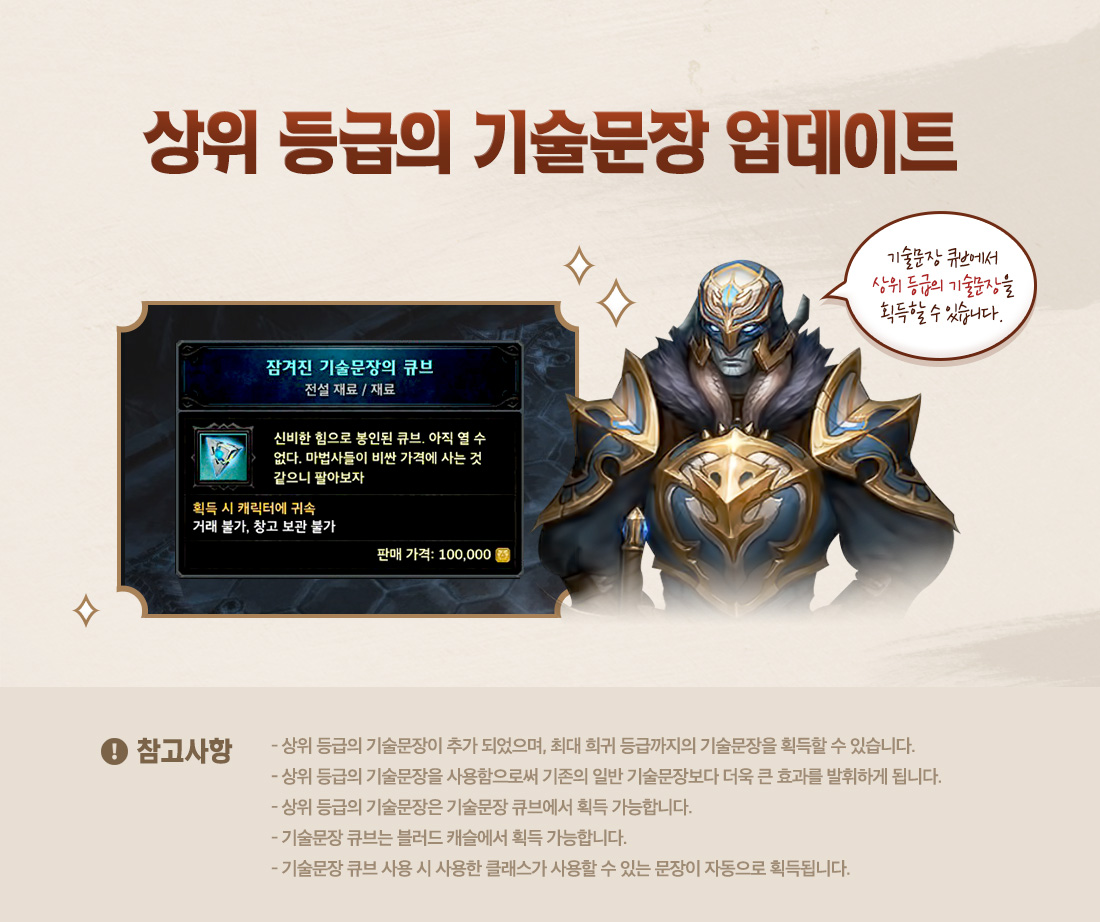 상위 등급의 기술문장 업데이트
기술문장 큐브에서
상위 등급의 기술문장을
획득할 수 있습니다.
잠겨진 기술문장의 큐브
전설 재료 / 재료
신비한 힘으로 봉인된 큐브. 아직 열 수
없다. 마법사들이 비싼 가격에 사는 것
같으니 팔아보자
획득 시 캐릭터에 귀속
거래 불가, 창고 보관 불가
판매 가격: 100,000
참고사항
- 상위 등급의 기술문장이 추가 되었으며, 최대 희귀 등급까지의 기술문장을 획득할 수 있습니다.
- 상위 등급의 기술문장을 사용함으로써 기존의 일반 기술문장보다 더욱 큰 효과를 발휘하게 됩니다.
- 상위 등급의 기술문장은 기술문장 큐브에서 획득 가능합니다.
- 기술문장 큐브는 블러드 캐슬에서 획득 가능합니다.
- 기술문장 큐브 사용 시 사용한 클래스가 사용할 수 있는 문장이 자동으로 획득됩니다.